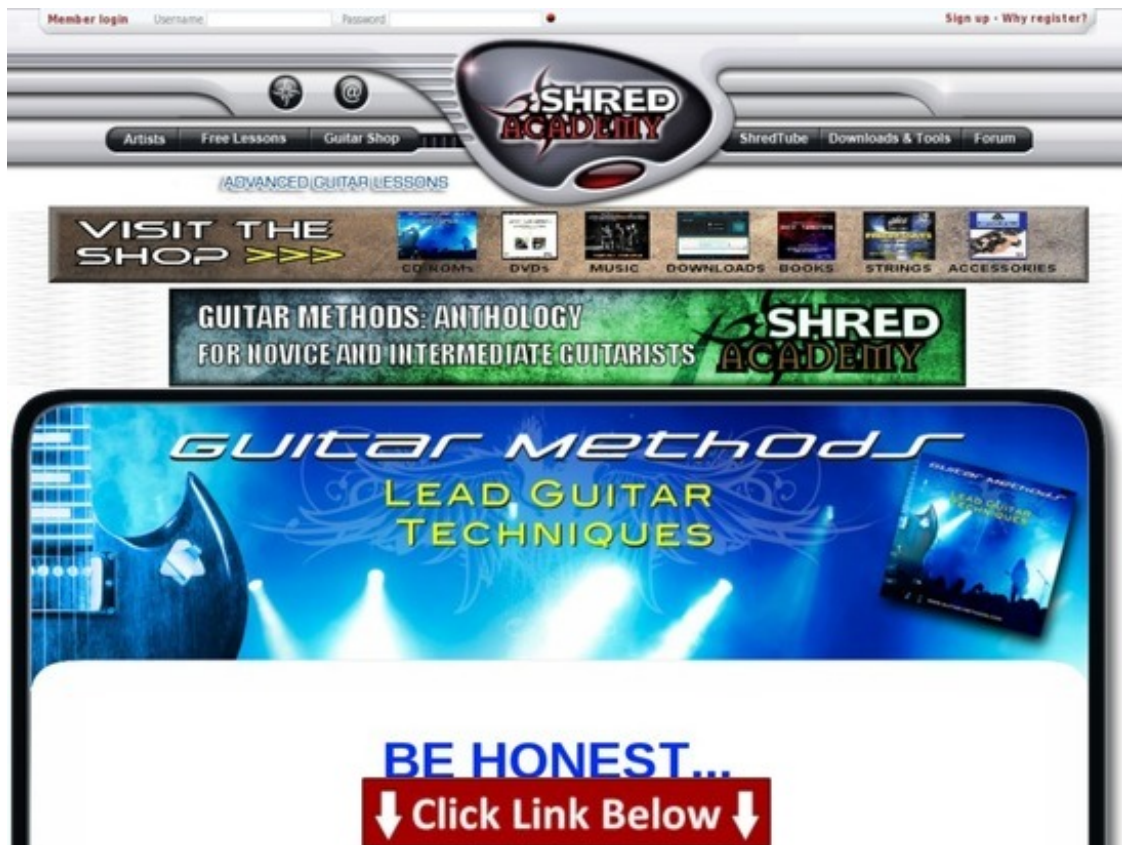 Member login Username Password Sign up - Why register?
SHRED
ACADEMY
Artists Free Lessons Guitar Shop ShredTube Downloads & Tools Forum
ADVANCED GUITAR LESSONS
VISIT THE
SHOP >>>
CD-ROMs DVDs MUSIC DOWNLOADS BOOKS STRINGS ACCESSORIES
GUITAR METHODS: ANTHOLOGY
FOR NOVICE AND INTERMEDIATE GUITARISTS
SHRED
ACADEMY
GUITAR METHODS
LEAD GUITAR
TECHNIQUES
GUITAR METHODS
LEAD GUITAR
TECHNIQUES
BE HONEST...
Click Link Below